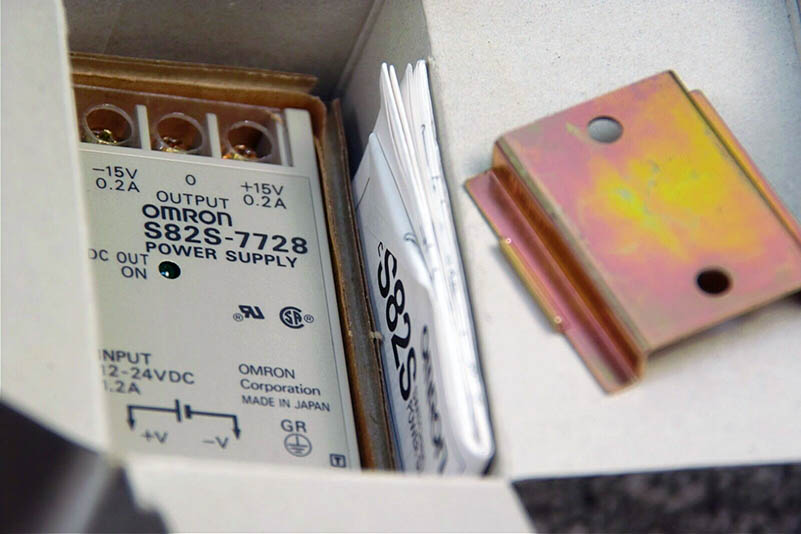 -15V 0 +15V
0.2A 0.2A
OUTPUT
OMRON
S82S-7728
POWER SUPPLY
DC OUT
ON
INPUT
12-24VDC
1.2A
+V -V
OMRON
Corporation
MADE IN JAPAN
GR
S82S